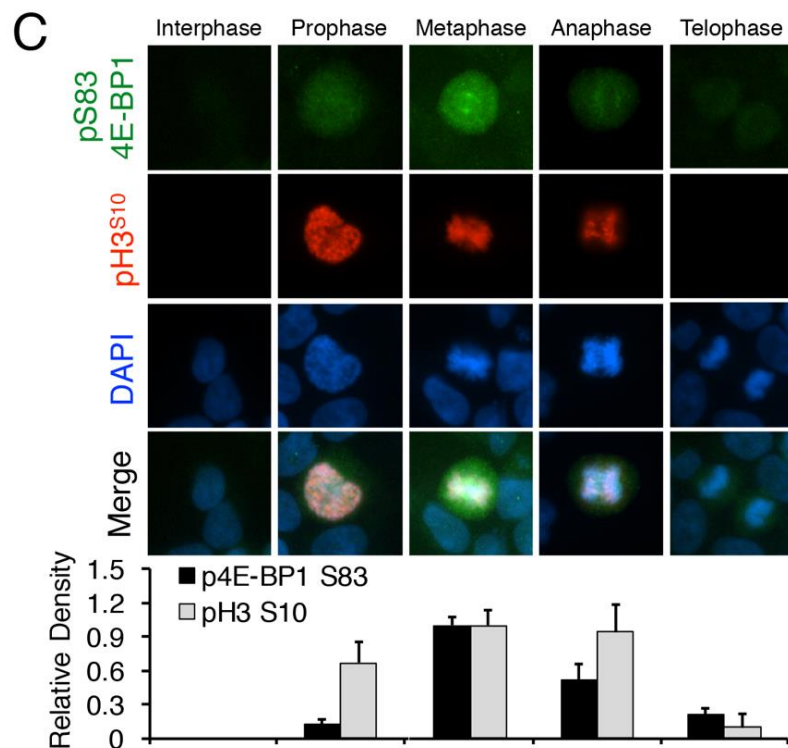 C
Interphase Prophase Metaphase Anaphase Telophase
pS83
4E-BP1
pH3S10
DAPI
Merge
Relative Density
1.5
1.2
0.9
0.6
0.3
0
p4E-BP1 S83
pH3 S10